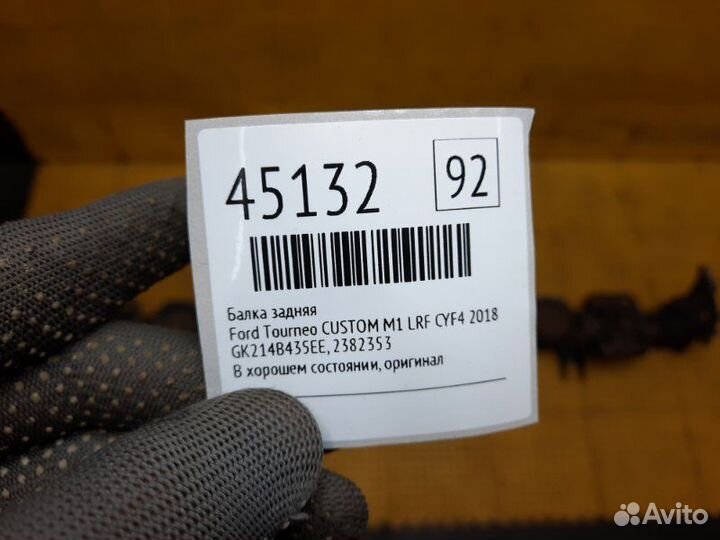 45132
92
Балка задняя
Ford Tourneo CUSTOM M1 LRF CYF4 2018
GK214B435EE, 2382353
В хорошем состоянии, оригинал
Avito